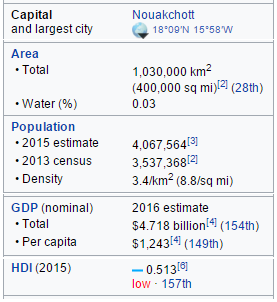 Capital Nouakchott
and largest city 18°09′N 15°58′W
Area
• Total 1,030,000 km2
(400,000 sq mi)[2] (28th)
• Water (%) 0.03
Population
• 2015 estimate 4,067,564[3]
• 2013 census 3,537,368[2]
• Density 3.4/km2 (8.8/sq mi)
GDP (nominal) 2016 estimate
• Total $4.718 billion[4] (154th)
• Per capita $1,243[4] (149th)
HDI (2015) 0.513[6]
low · 157th